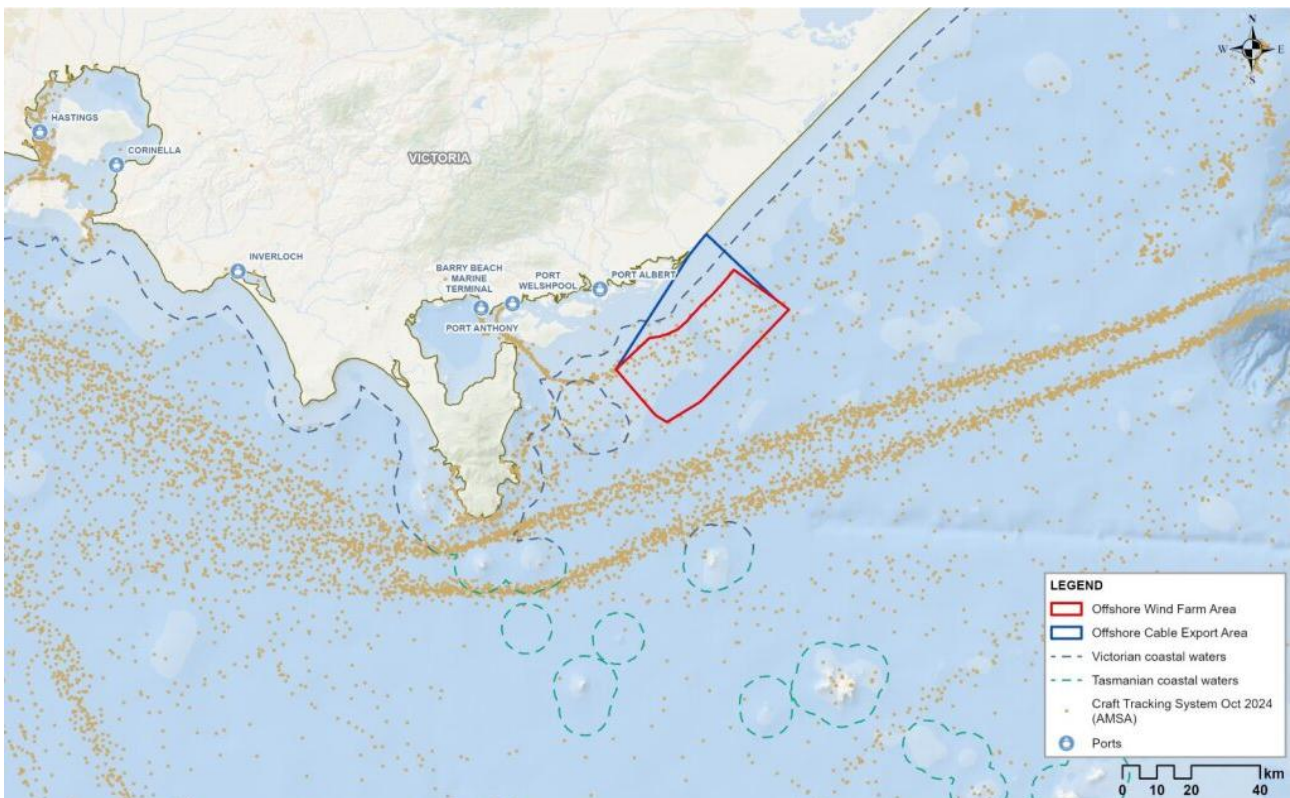 N
W
E
S
HASTINGS
CORINELLA
VICTORIA
INVERLOCH
BARRY BEACH
MARINE
TERMINAL
PORT
WELSHPOOL
PORT ALBERT
PORT ANTHONY
LEGEND
Offshore Wind Farm Area
Offshore Cable Export Area
Victorian coastal waters
Tasmanian coastal waters
Craft Tracking System Oct 2024
(AMSA)
Ports
km
0 10 20 40